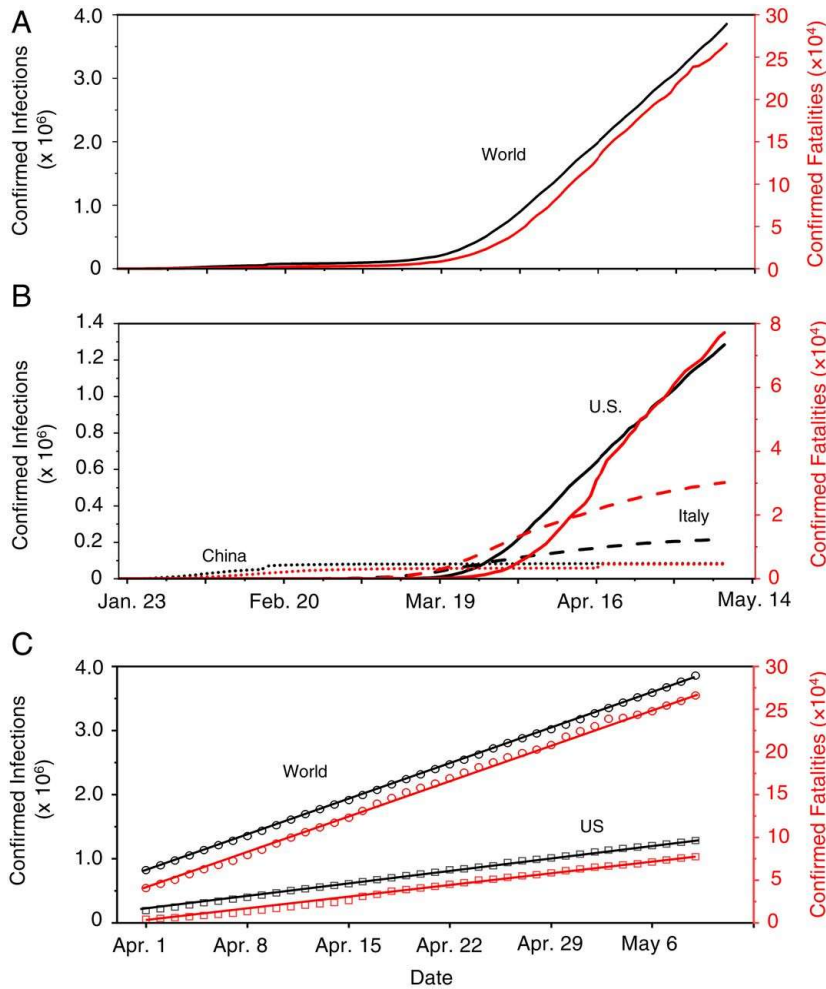 A
4.0
3.0
2.0
1.0
0
Confirmed Infections
(x 10⁶)
World
30
25
20
15
10
5
0
Confirmed Fatalities (×10⁴)
B
1.4
1.2
1.0
0.8
0.6
0.4
0.2
0
Confirmed Infections
(x 10⁶)
U.S.
Italy
China
8
6
4
2
0
Confirmed Fatalities (×10⁴)
Jan. 23 Feb. 20 Mar. 19 Apr. 16 May. 14
C
4.0
3.0
2.0
1.0
0
Confirmed Infections
(x 10⁶)
World
US
30
25
20
15
10
5
0
Confirmed Fatalities (×10⁴)
Apr. 1 Apr. 8 Apr. 15 Apr. 22 Apr. 29 May 6
Date